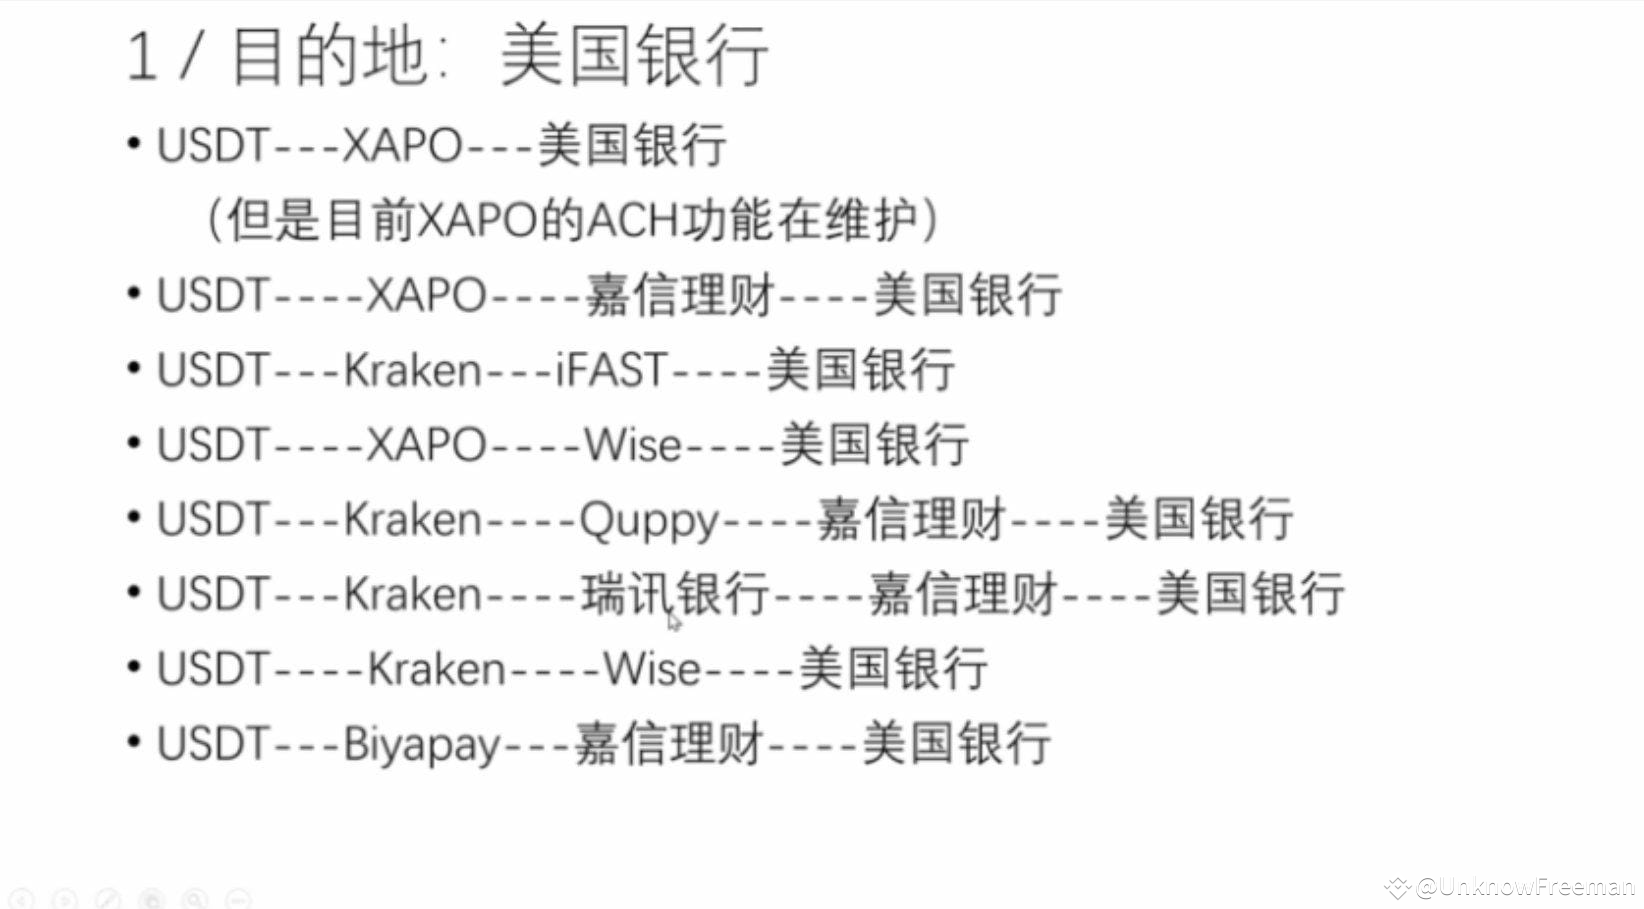 1 / 目的地： 美国银行
• USDT---XAPO---美国银行
（但是目前XAPO的ACH功能在维护）
• USDT----XAPO----嘉信理财----美国银行
• USDT---Kraken---iFAST----美国银行
• USDT----XAPO----Wise----美国银行
• USDT---Kraken----Quppy----嘉信理财----美国银行
• USDT---Kraken----瑞讯银行----嘉信理财----美国银行
• USDT----Kraken----Wise----美国银行
• USDT---Biyapay---嘉信理财----美国银行
@UnknowFreeman